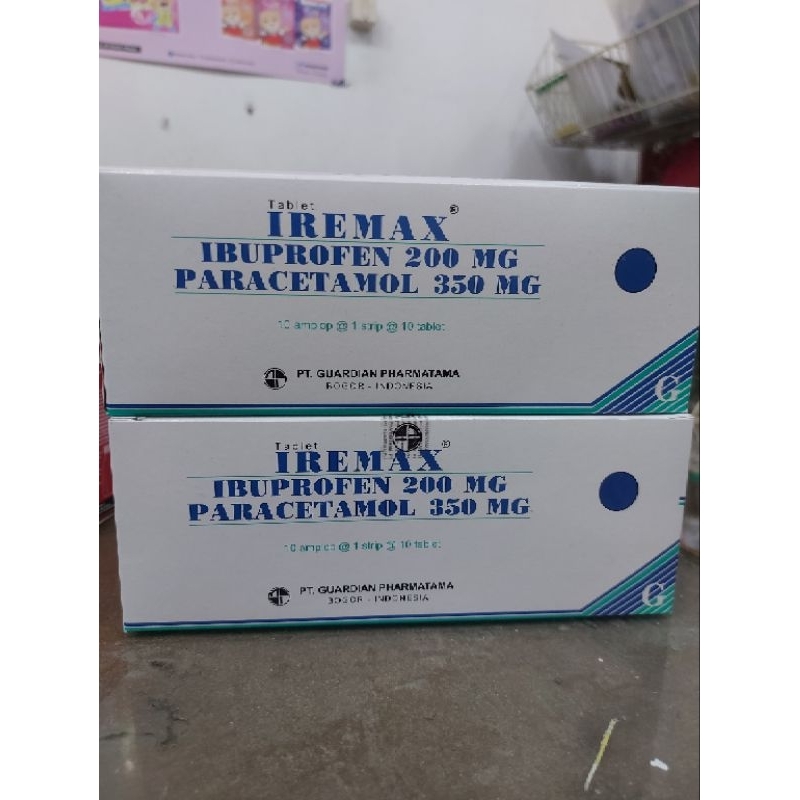 Tablet
IREMAX®
IBUPROFEN 200 MG
PARACETAMOL 350 MG
10 amplop @ 1 strip @ 10 tablet
PT. GUARDIAN PHARMATAMA
BOGOR - INDONESIA
G
Tablet
IREMAX®
IBUPROFEN 200 MG
PARACETAMOL 350 MG
10 amplop @ 1 strip @ 10 tablet
PT. GUARDIAN PHARMATAMA
BOGOR - INDONESIA
G